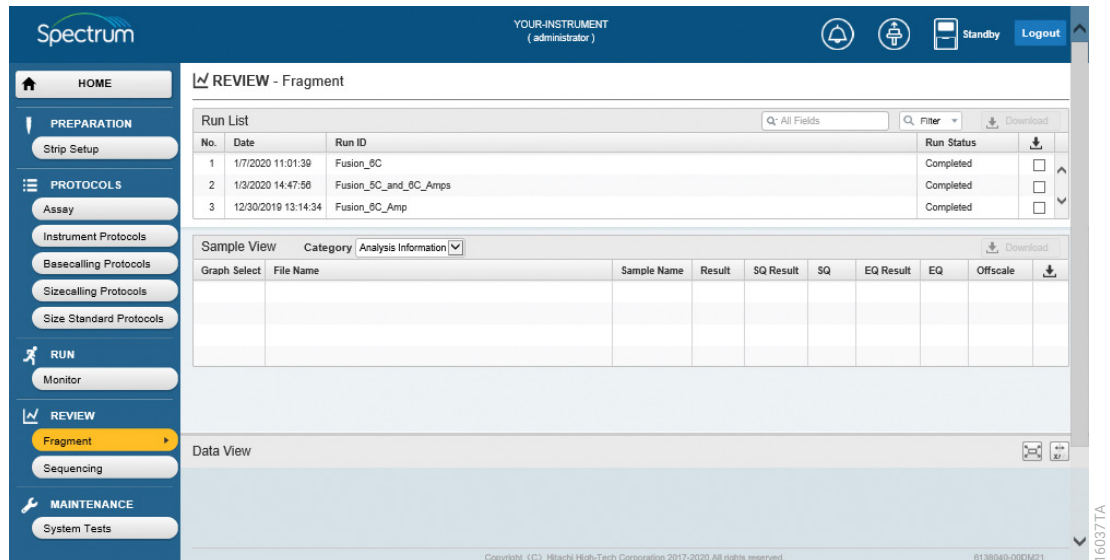 Spectrum
YOUR-INSTRUMENT
( administrator )
Standby
Logout
HOME
PREPARATION
Strip Setup
PROTOCOLS
Assay
Instrument Protocols
Basecalling Protocols
Sizecalling Protocols
Size Standard Protocols
RUN
Monitor
REVIEW
Fragment
Sequencing
MAINTENANCE
System Tests
REVIEW - Fragment
Run List All Fields Filter Download
No. Date Run ID Run Status
1 1/7/2020 11:01:39 Fusion_6C Completed
2 1/3/2020 14:47:56 Fusion_5C_and_6C_Amps Completed
3 12/30/2019 13:14:34 Fusion_6C_Amp Completed
Sample View Category Analysis Information Download
Graph Select File Name Sample Name Result SQ Result SQ EQ Result EQ Offscale
Data View
Copyright (C) Hitachi High-Tech Corporation 2017-2020 All rights reserved.
6138040-00DM21
16037TA